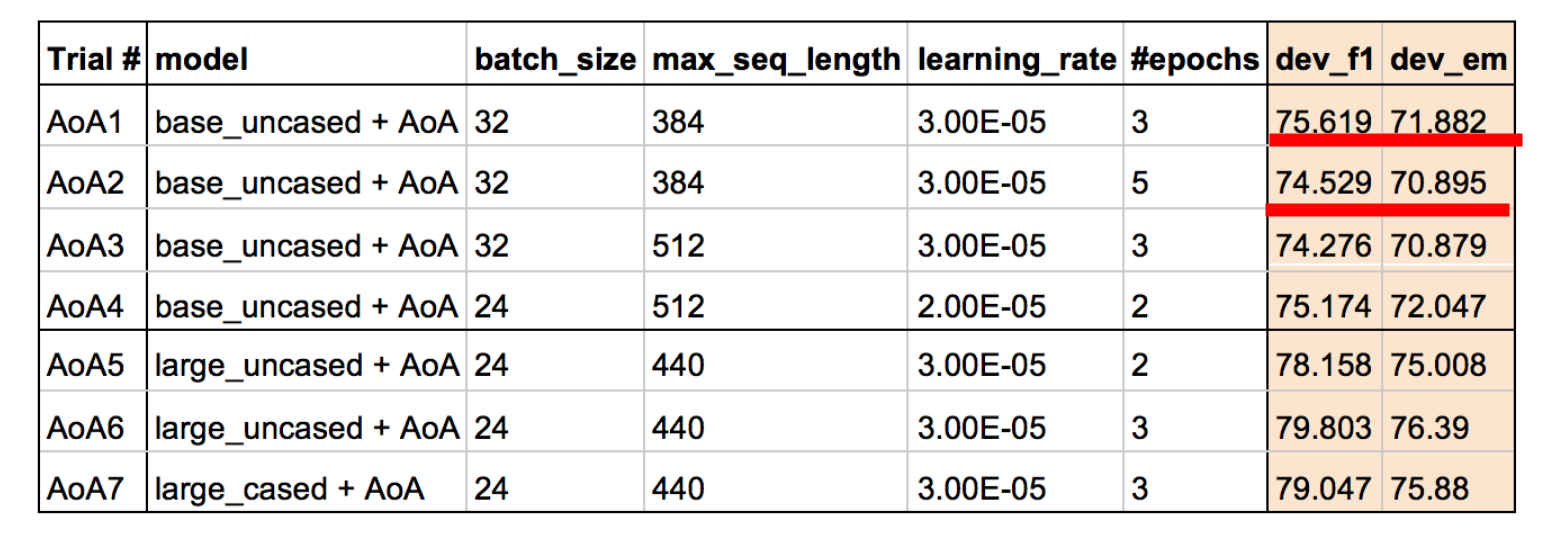 Trial # model batch_size max_seq_length learning_rate #epochs dev_f1 dev_em
AoA1 base_uncased + AoA 32 384 3.00E-05 3 75.619 71.882
AoA2 base_uncased + AoA 32 384 3.00E-05 5 74.529 70.895
AoA3 base_uncased + AoA 32 512 3.00E-05 3 74.276 70.879
AoA4 base_uncased + AoA 24 512 2.00E-05 2 75.174 72.047
AoA5 large_uncased + AoA 24 440 3.00E-05 2 78.158 75.008
AoA6 large_uncased + AoA 24 440 3.00E-05 3 79.803 76.39
AoA7 large_cased + AoA 24 440 3.00E-05 3 79.047 75.88